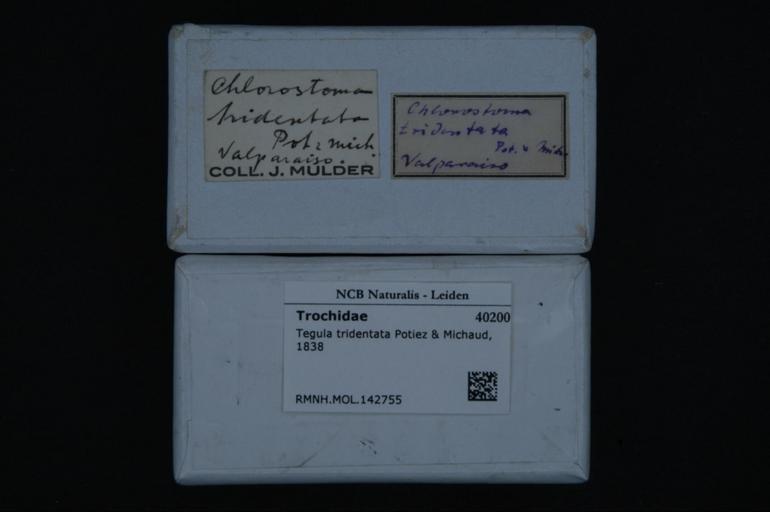 Chlorostoma
tridentata
Pot & Mich
Valparaiso.
COLL. J. MULDER
Chlorostoma
tridentata
Pot. & Mich.
Valparaiso
NCB Naturalis - Leiden
Trochidae 40200
Tegula tridentata Potiez & Michaud,
1838
RMNH.MOL.142755